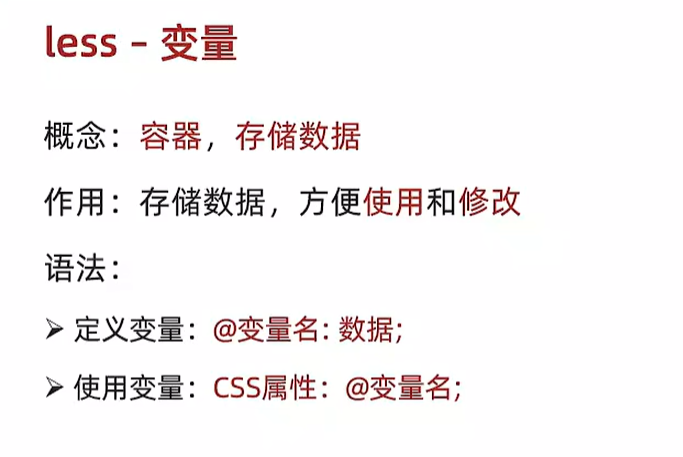 less – 变量
概念：容器，存储数据
作用：存储数据，方便使用和修改
语法：
➢ 定义变量：@变量名: 数据;
➢ 使用变量：CSS属性：@变量名;